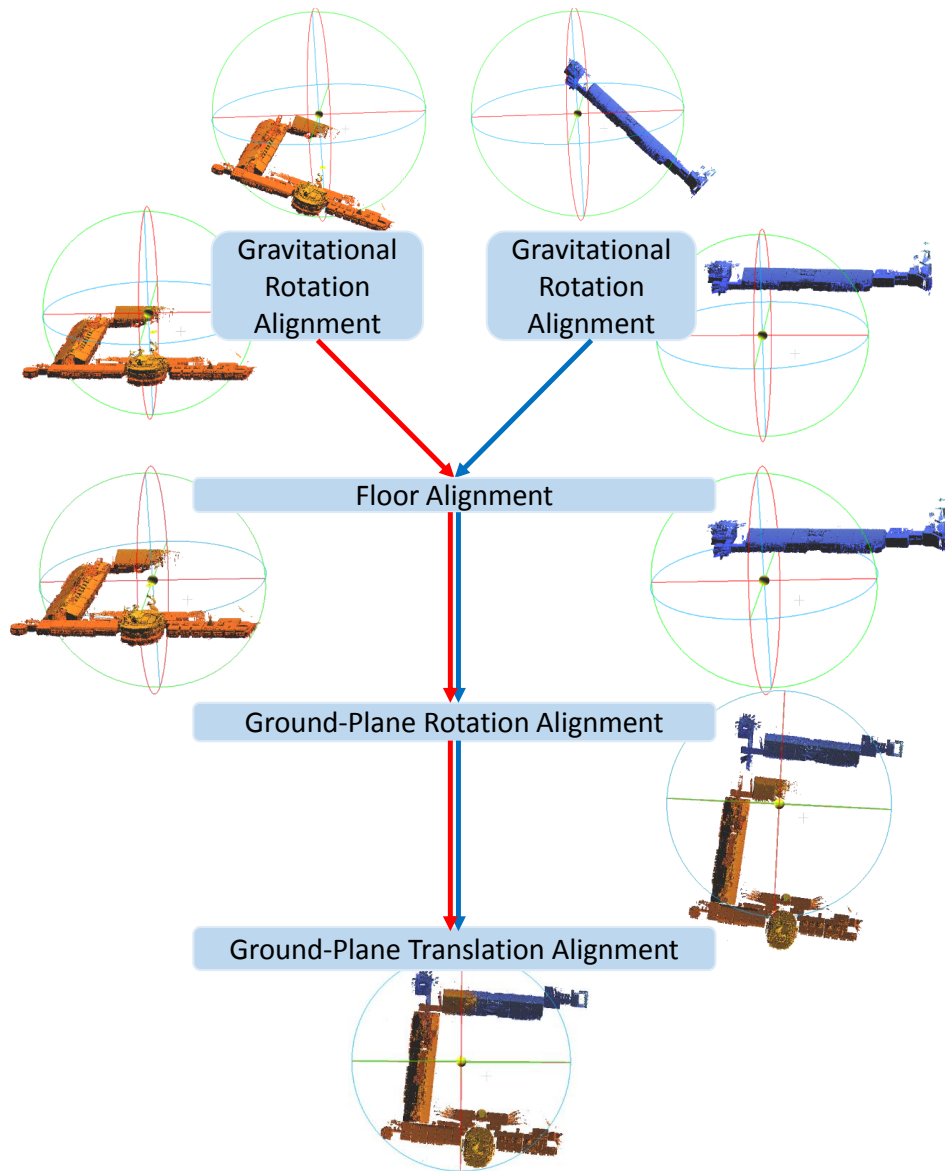 Gravitational
Rotation
Alignment
Gravitational
Rotation
Alignment
Floor Alignment
Ground-Plane Rotation Alignment
Ground-Plane Translation Alignment